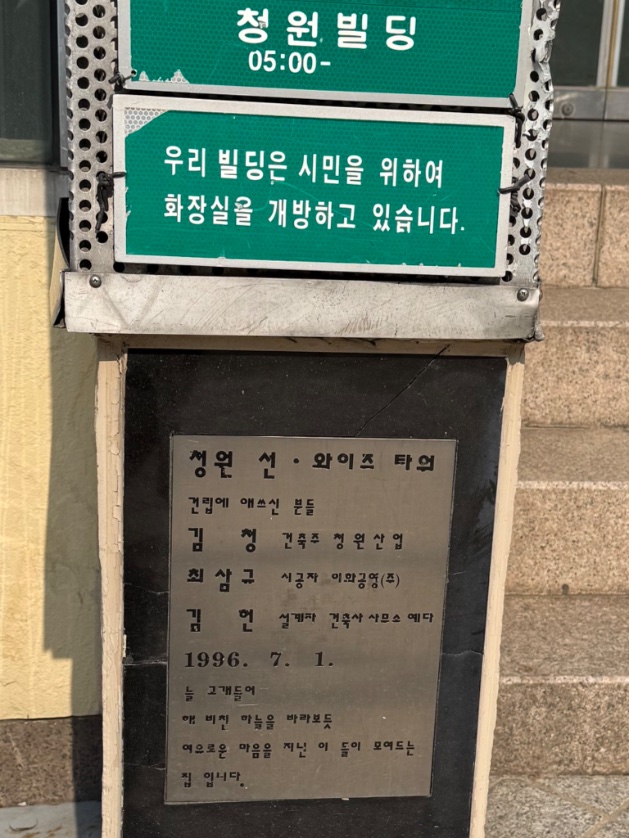 청원빌딩
05:00-
우리 빌딩은 시민을 위하여
화장실을 개방하고 있습니다.
청원 선·와이즈 타워
건립에 애쓰신 분들
김 청 건축주 청원산업
최삼규 시공자 이화공영(주)
김 헌 설계자 건축사사무소 예다
1996. 7. 1.
늘 고개들어
해 비친 하늘을 바라보듯
여유로운 마음을 지닌 이 들이 모여드는
집 입니다.